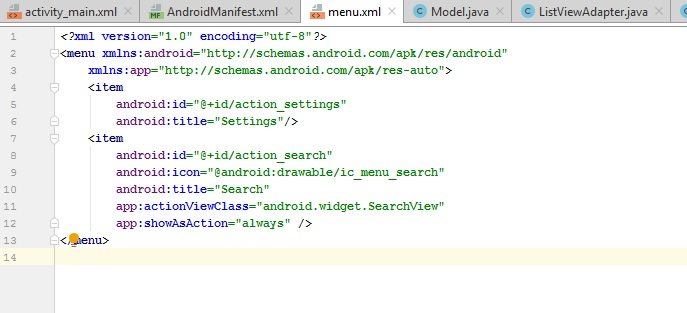 activity_main.xml AndroidManifest.xml menu.xml Model.java ListViewAdapter.java
1 <?xml version="1.0" encoding="utf-8"?>
2 <menu xmlns:android="http://schemas.android.com/apk/res/android"
3 xmlns:app="http://schemas.android.com/apk/res-auto">
4 <item
5 android:id="@+id/action_settings"
6 android:title="Settings"/>
7 <item
8 android:id="@+id/action_search"
9 android:icon="@android:drawable/ic_menu_search"
10 android:title="Search"
11 app:actionViewClass="android.widget.SearchView"
12 app:showAsAction="always" />
13 </menu>
14